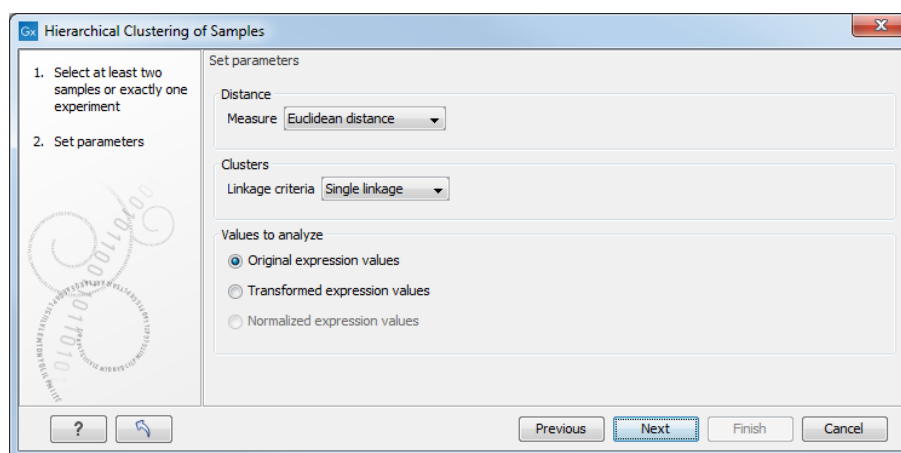 Gx Hierarchical Clustering of Samples
1. Select at least two
samples or exactly one
experiment
2. Set parameters
Set parameters
Distance
Measure Euclidean distance
Clusters
Linkage criteria Single linkage
Values to analyze
Original expression values
Transformed expression values
Normalized expression values
?
Previous Next Finish Cancel